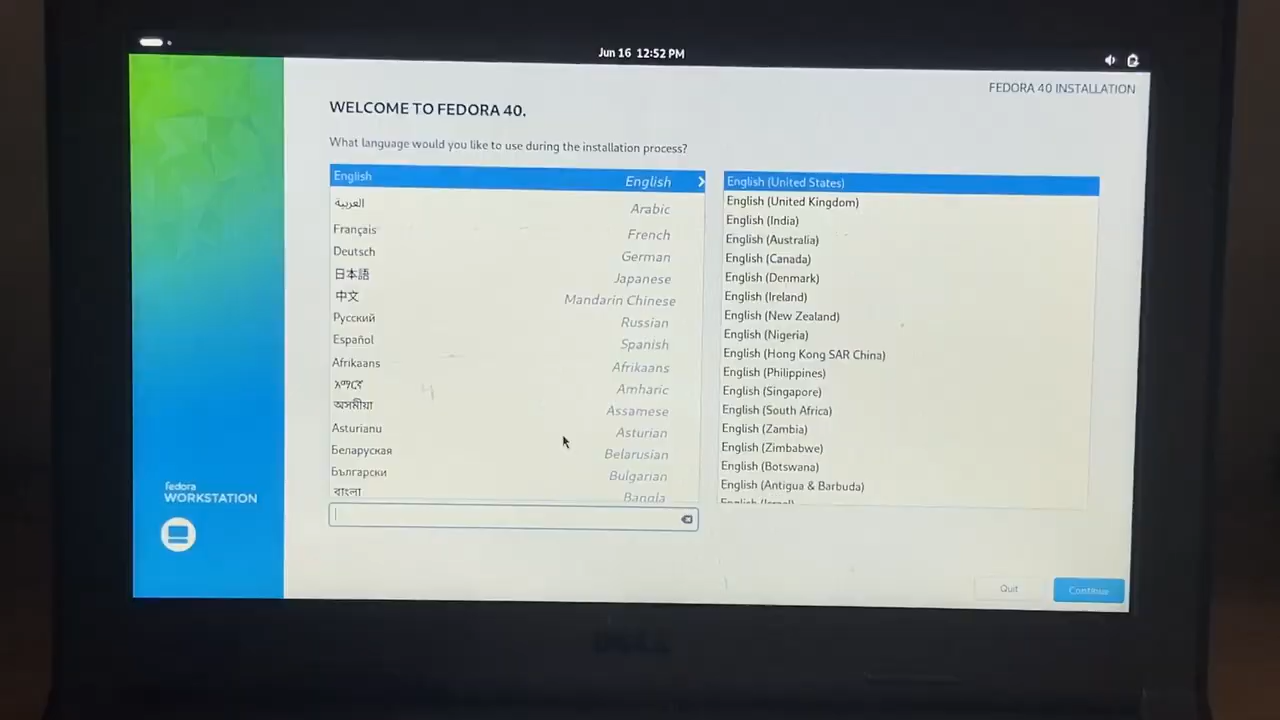 Jun 16 12:52 PM
FEDORA 40 INSTALLATION
WELCOME TO FEDORA 40.
What language would you like to use during the installation process?
English English
العربية Arabic
Français French
Deutsch German
日本語 Japanese
中文 Mandarin Chinese
Русский Russian
Español Spanish
Afrikaans Afrikaans
አማርኛ Amharic
অসমীয়া Assamese
Asturianu Asturian
Беларуская Belarusian
Български Bulgarian
বাংলা Bangla
English (United States)
English (United Kingdom)
English (India)
English (Australia)
English (Canada)
English (Denmark)
English (Ireland)
English (New Zealand)
English (Nigeria)
English (Hong Kong SAR China)
English (Philippines)
English (Singapore)
English (South Africa)
English (Zambia)
English (Zimbabwe)
English (Botswana)
English (Antigua & Barbuda)
English (Israel)
fedora
WORKSTATION
Quit
Continue
DELL